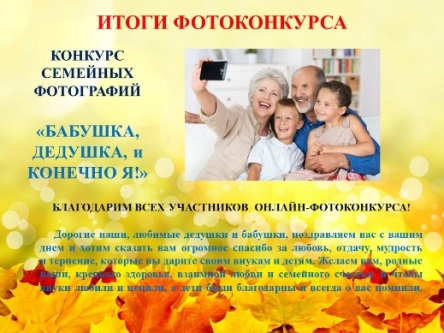 ИТОГИ ФОТОКОНКУРСА
КОНКУРС
СЕМЕЙНЫХ
ФОТОГРАФИЙ
«БАБУШКА,
ДЕДУШКА, и
КОНЕЧНО Я!»
БЛАГОДАРИМ ВСЕХ УЧАСТНИКОВ ОНЛАЙН-ФОТОКОНКУРСА!
Дорогие наши, любимые дедушки и бабушки, поздравляем вас с вашим
днем и хотим сказать вам огромное спасибо за любовь, отдачу, мудрость
и терпение, которые вы дарите своим внукам и детям. Желаем вам, родные
наши, крепкого здоровья, взаимной любви и семейного счастья, и чтобы
внуки любили и ценили, а дети были благодарны и всегда о вас помнили.